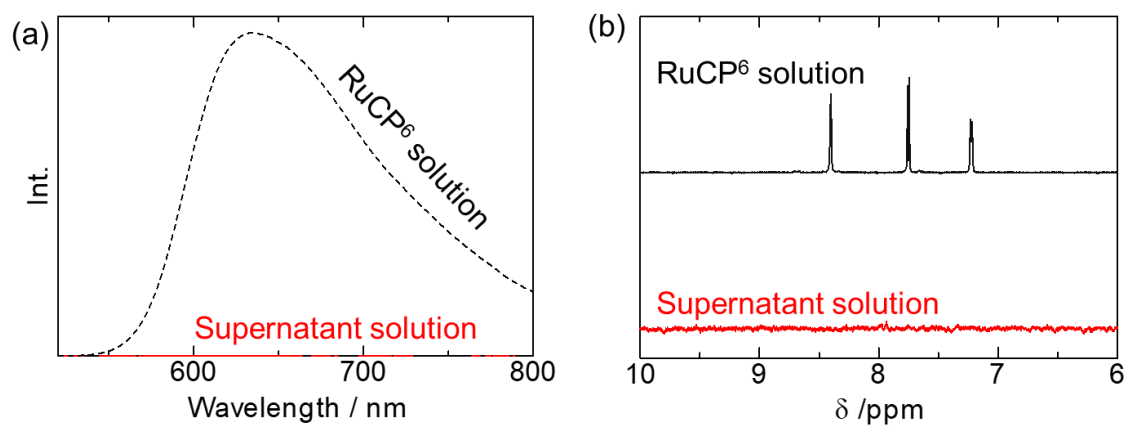 (a)
RuCP⁶ solution
Supernatant solution
Int.
600
700
800
Wavelength / nm
(b)
RuCP⁶ solution
Supernatant solution
10
9
8
7
6
δ /ppm